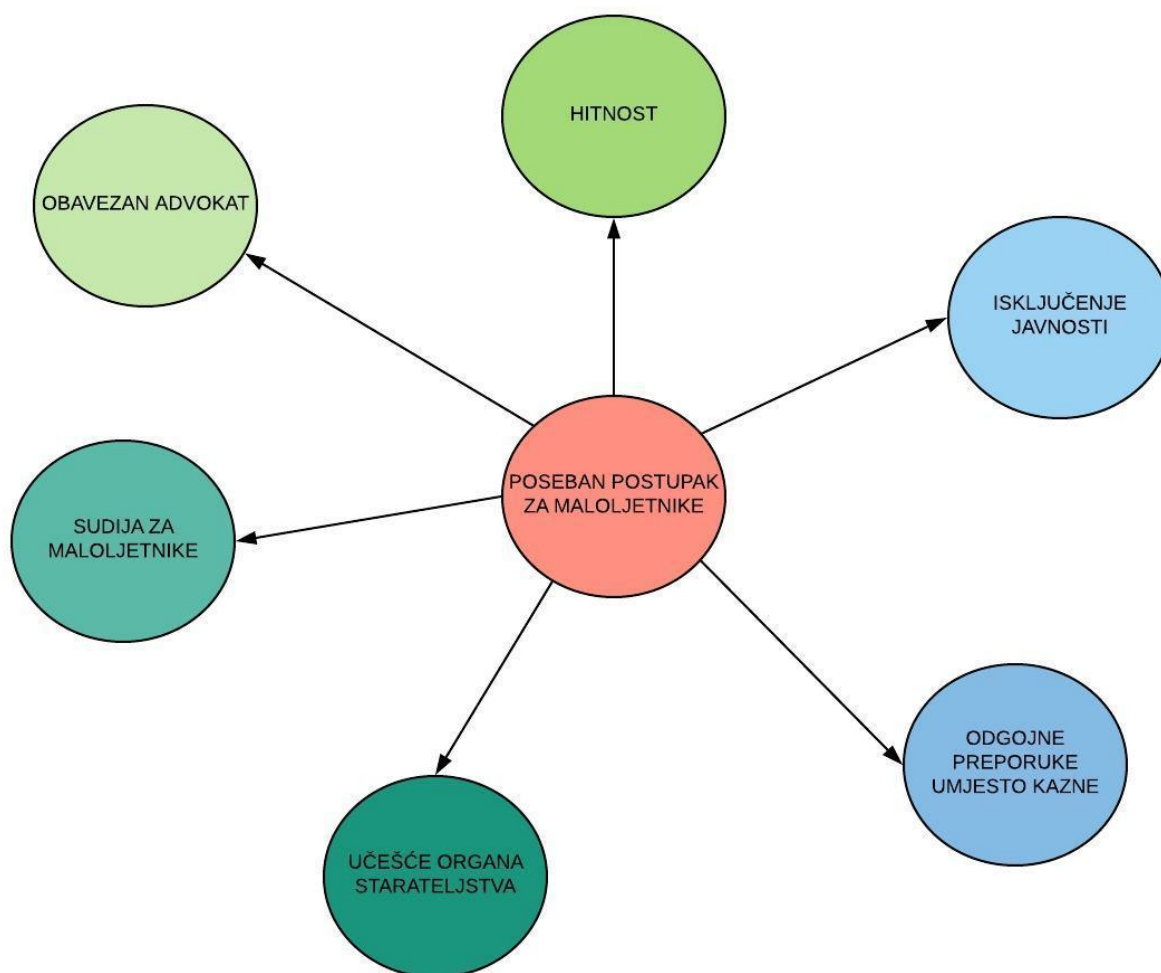 HITNOST
OBAVEZAN ADVOKAT
ISKLJUČENJE
JAVNOSTI
POSEBAN POSTUPAK
ZA MALOLJETNIKE
SUDIJA ZA
MALOLJETNIKE
ODGOJNE
PREPORUKE
UMJESTO KAZNE
UČEŠĆE ORGANA
STARATELJSTVA